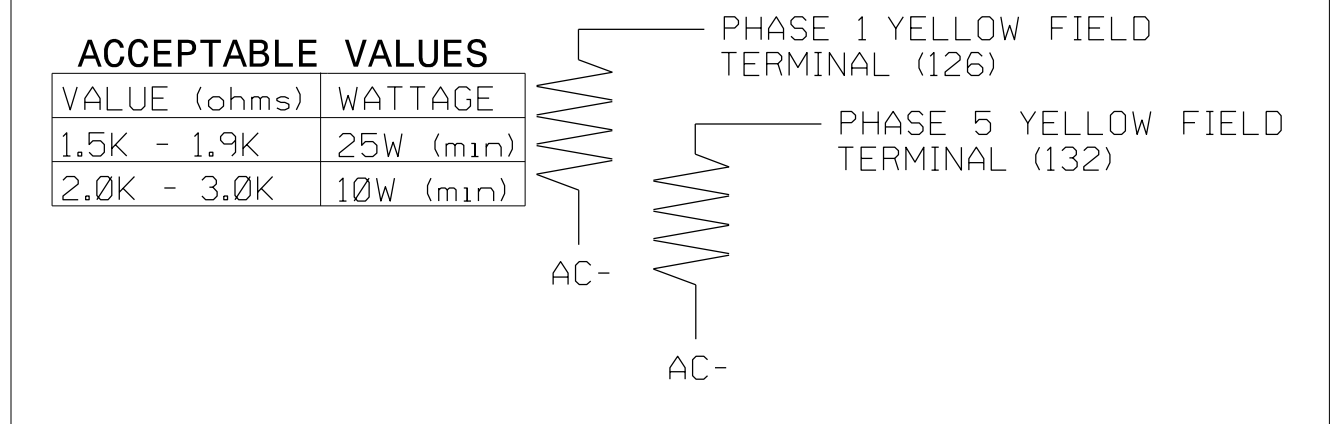 ACCEPTABLE VALUES
VALUE (ohms) WATTAGE
1.5K - 1.9K 25W (min)
2.0K - 3.0K 10W (min)
PHASE 1 YELLOW FIELD
TERMINAL (126)
AC-
PHASE 5 YELLOW FIELD
TERMINAL (132)
AC-